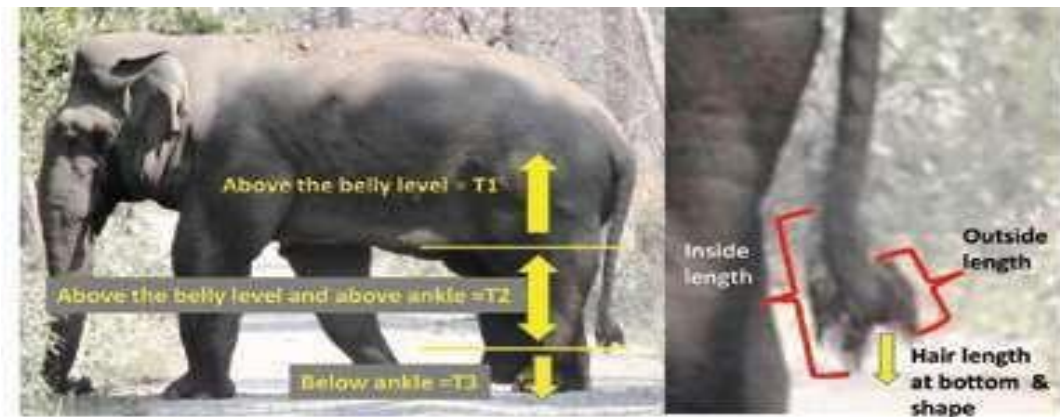 Above the belly level = T1
Above the belly level and above ankle =T2
Below ankle =T3
Inside
length
Outside
length
Hair length
at bottom &
shape